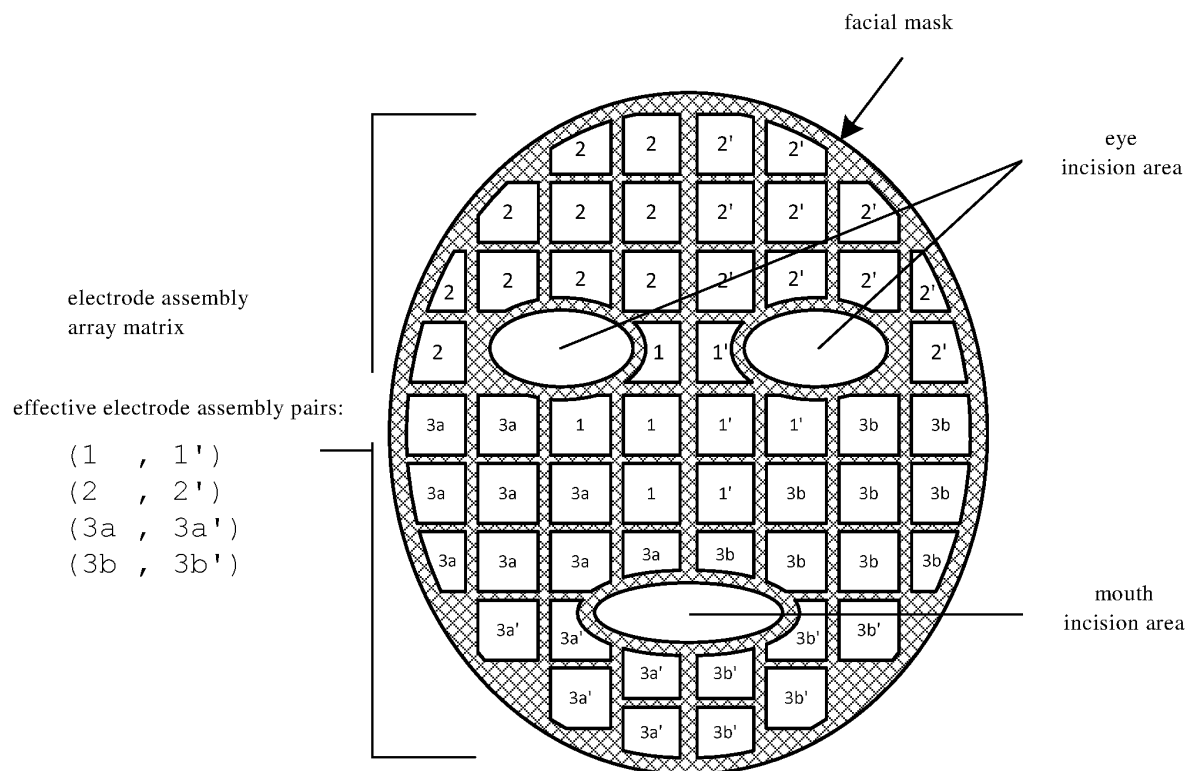 facial mask
eye
incision area
electrode assembly
array matrix
effective electrode assembly pairs:
(1 , 1')
(2 , 2')
(3a , 3a')
(3b , 3b')
mouth
incision area
2 2 2' 2'
2 2 2 2' 2' 2'
2 2 2 2 2' 2' 2' 2'
2 1 1' 2'
3a 3a 1 1 1' 1' 3b 3b
3a 3a 3a 1 1' 3b 3b 3b
3a 3a 3a 3a 3b 3b 3b 3b
3a' 3a' 3b' 3b'
3a' 3a' 3b' 3b'
3a' 3b'